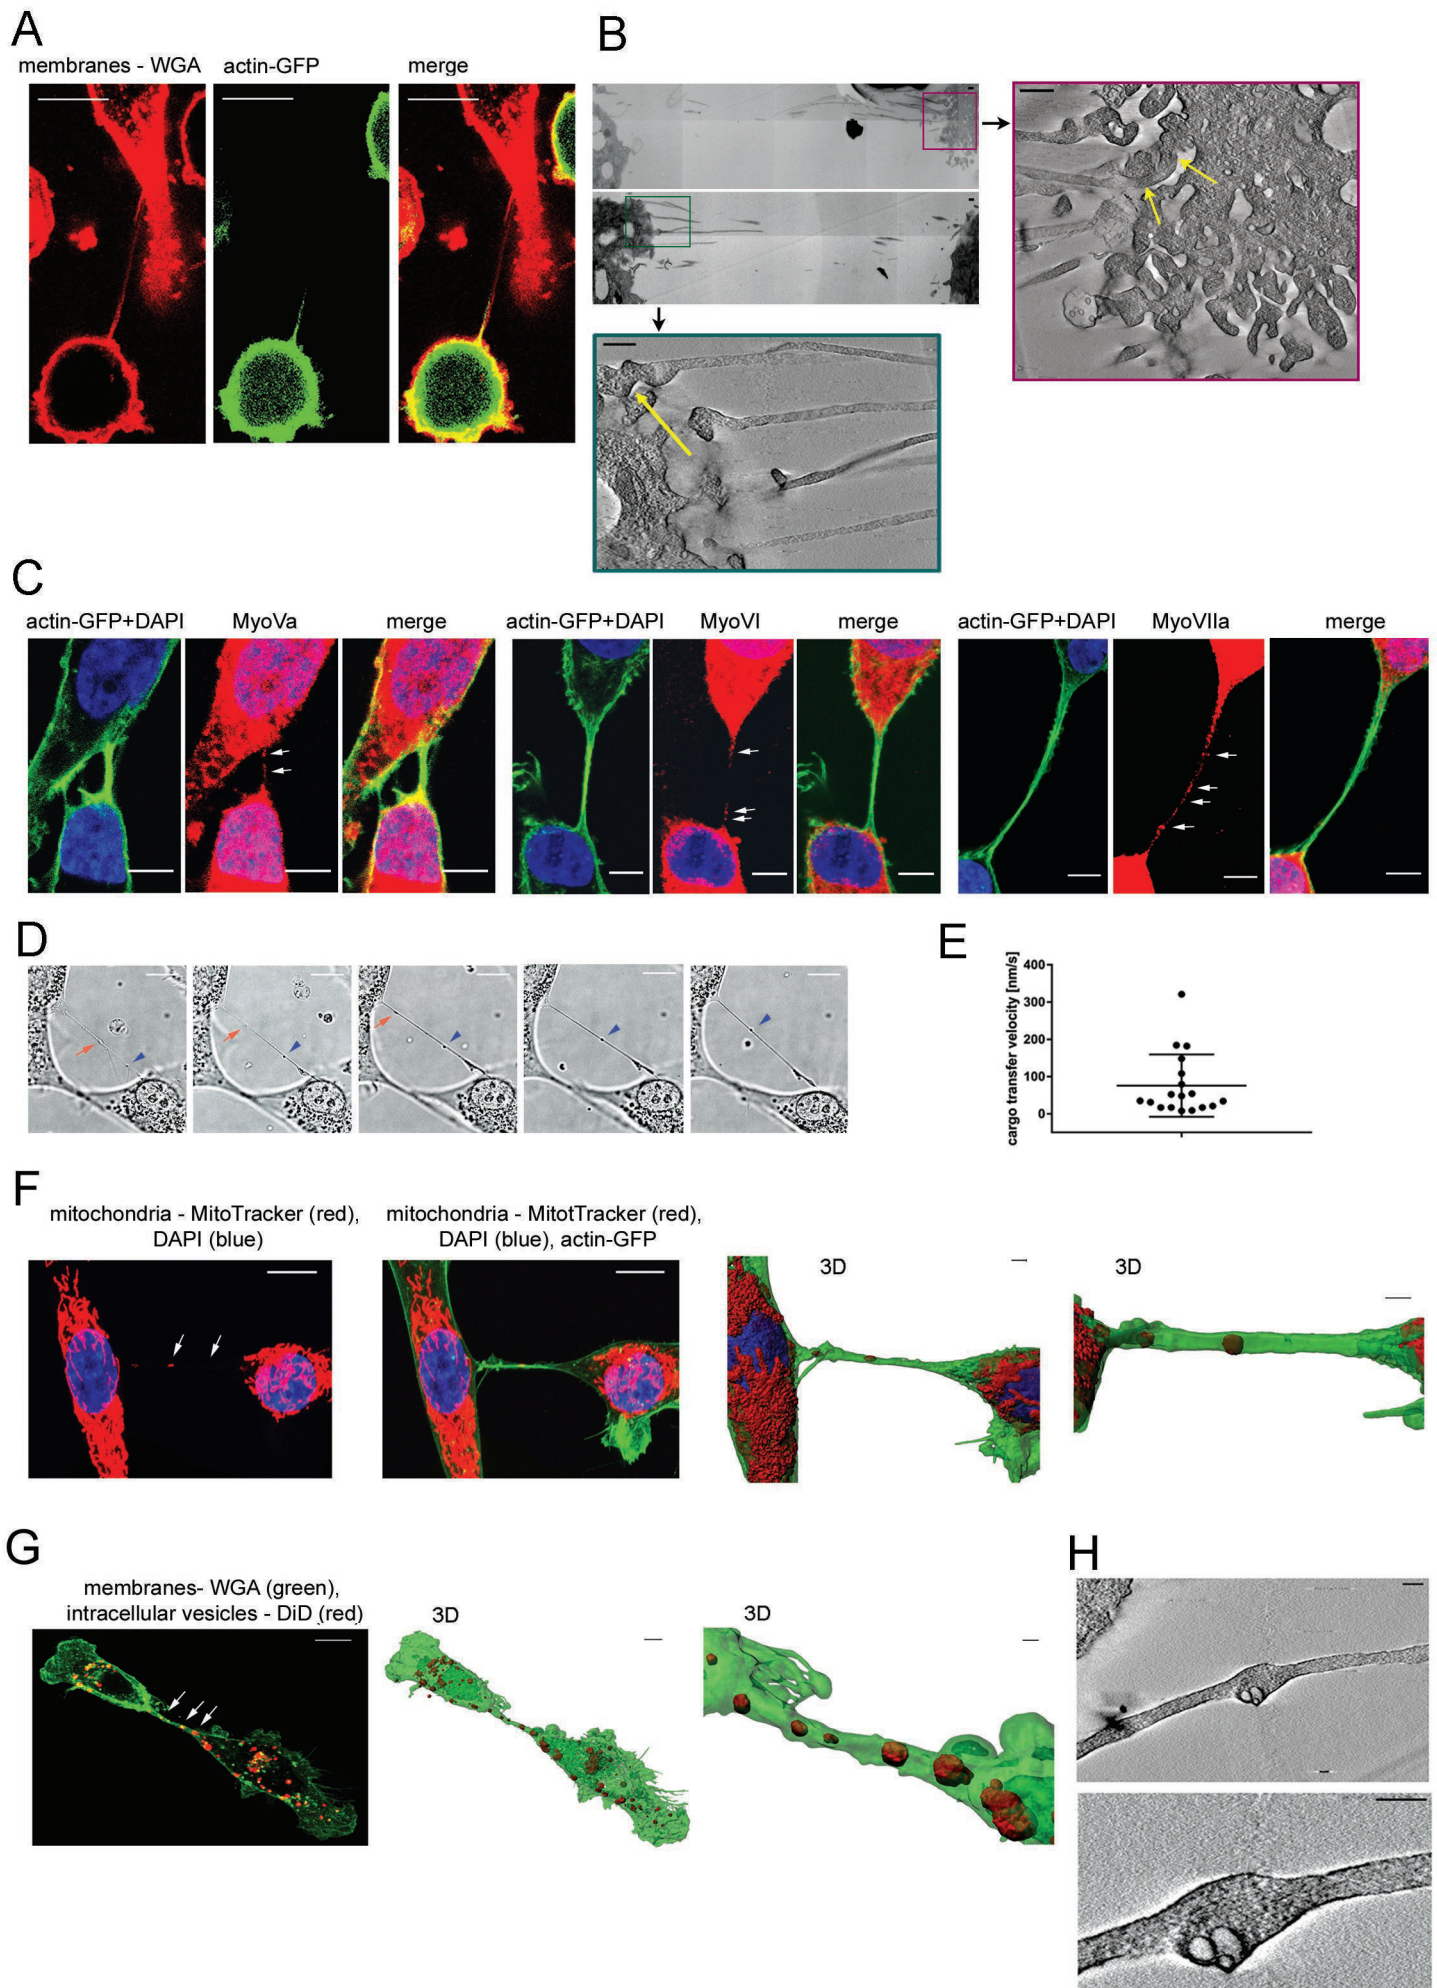 A
membranes - WGA
actin-GFP
merge
B
C
actin-GFP+DAPI
MyoVa
merge
actin-GFP+DAPI
MyoVI
merge
actin-GFP+DAPI
MyoVIIa
merge
D
E
cargo transfer velocity [nm/s]
400
300
200
100
0
F
mitochondria - MitoTracker (red),
DAPI (blue)
mitochondria - MitotTracker (red),
DAPI (blue), actin-GFP
3D
3D
G
membranes- WGA (green),
intracellular vesicles - DiD (red)
3D
3D
H